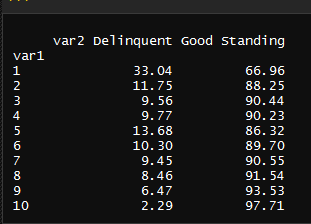 var2 Delinquent Good Standing
var1
1 33.04 66.96
2 11.75 88.25
3 9.56 90.44
4 9.77 90.23
5 13.68 86.32
6 10.30 89.70
7 9.45 90.55
8 8.46 91.54
9 6.47 93.53
10 2.29 97.71